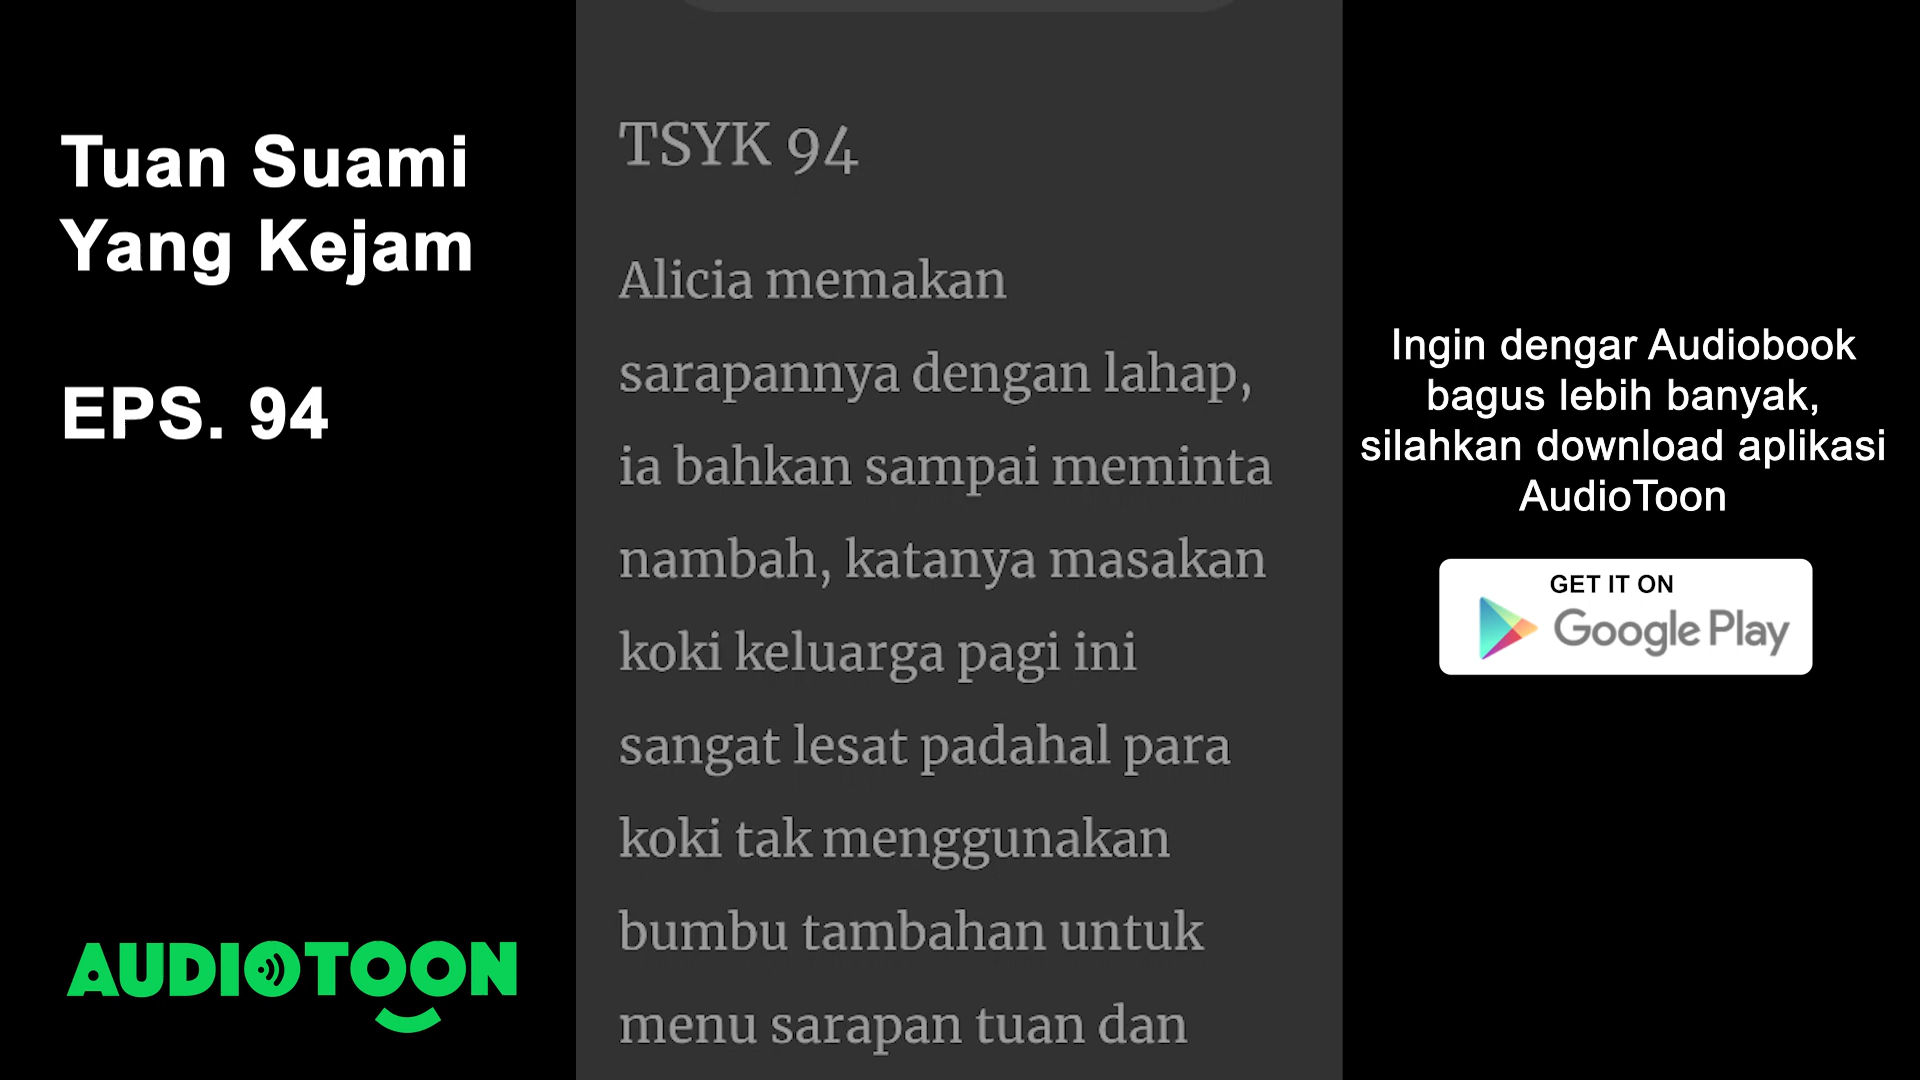 Tuan Suami
Yang Kejam
EPS. 94
AUDIOTOON
TSYK 94
Alicia memakan
sarapannya dengan lahap,
ia bahkan sampai meminta
nambah, katanya masakan
koki keluarga pagi ini
sangat lesat padahal para
koki tak menggunakan
bumbu tambahan untuk
menu sarapan tuan dan
Ingin dengar Audiobook
bagus lebih banyak,
silahkan download aplikasi
AudioToon
GET IT ON
Google Play